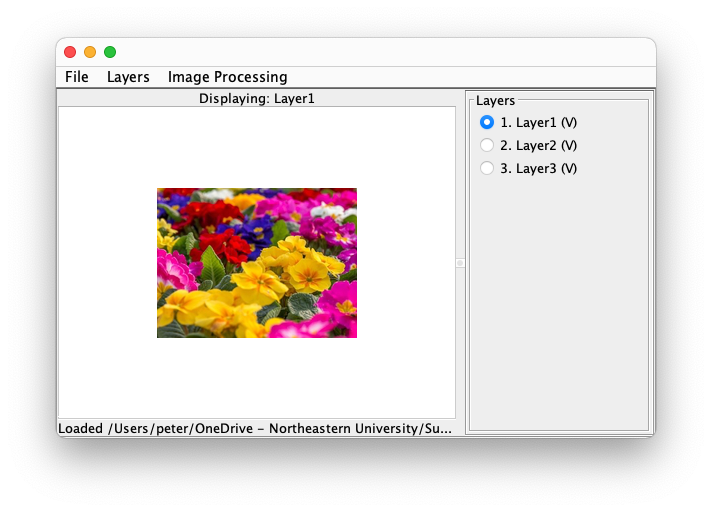 File Layers Image Processing
Displaying: Layer1
Layers
1. Layer1 (V)
2. Layer2 (V)
3. Layer3 (V)
Loaded /Users/peter/OneDrive - Northeastern University/Su...